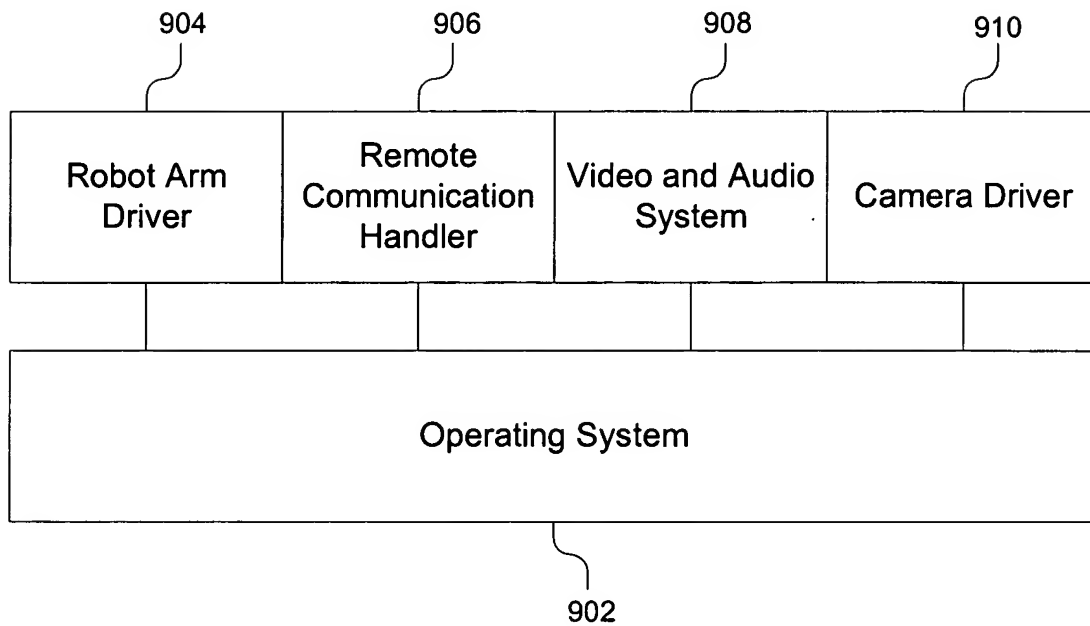 904
906
908
910
Robot Arm
Driver
Remote
Communication
Handler
Video and Audio
System
Camera Driver
Operating System
902